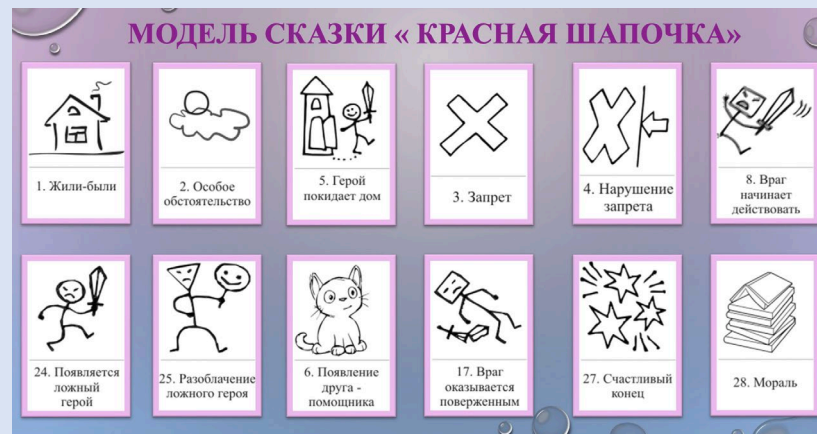 МОДЕЛЬ СКАЗКИ « КРАСНАЯ ШАПОЧКА»
1. Жили-были
2. Особое
обстоятельство
5. Герой
покидает дом
3. Запрет
4. Нарушение
запрета
8. Враг
начинает
действовать
24. Появляется
ложный
герой
25. Разоблачение
ложного героя
6. Появление
друга -
помощника
17. Враг
оказывается
поверженным
27. Счастливый
конец
28. Мораль